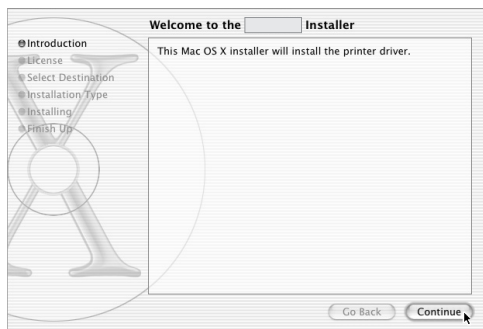 Welcome to the Installer
Introduction
License
Select Destination
Installation Type
Installing
Finish Up
This Mac OS X installer will install the printer driver.
Go Back
Continue